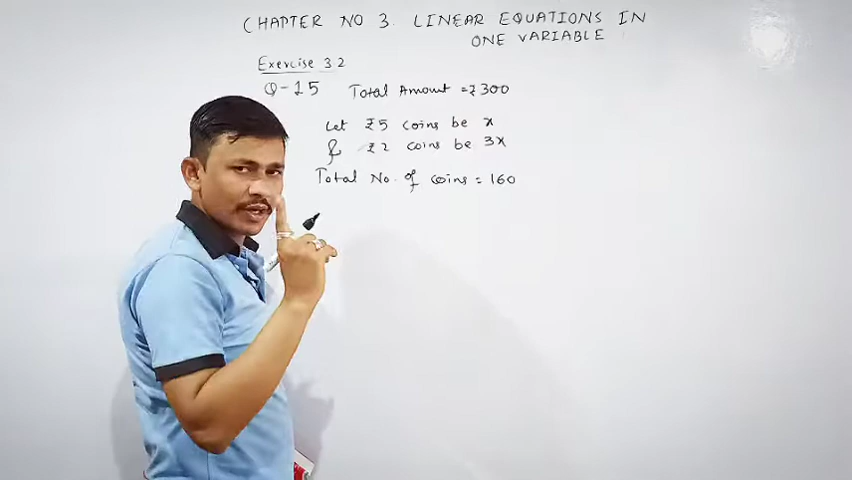 CHAPTER NO 3. LINEAR EQUATIONS IN
ONE VARIABLE
Exercise 3.2
Q-15 Total Amount = ₹300
Let ₹5 coins be x
& ₹2 coins be 3x
Total No. of coins = 160